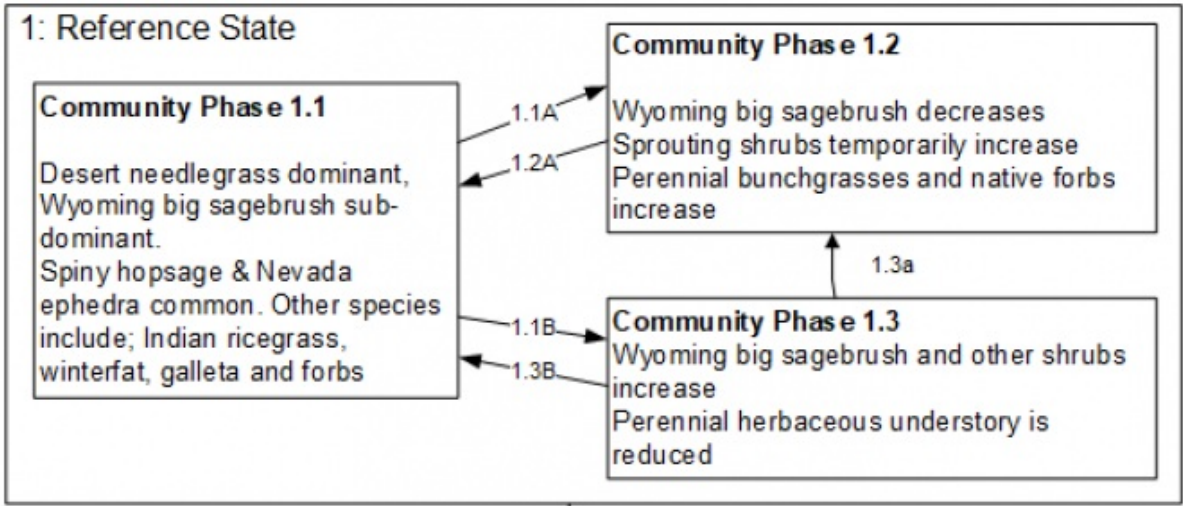 1: Reference State
Community Phase 1.1
Desert needlegrass dominant,
Wyoming big sagebrush sub-
dominant.
Spiny hopsage & Nevada
ephedra common. Other species
include; Indian ricegrass,
winterfat, galleta and forbs
1.1A
1.2A
1.1B
1.3B
Community Phase 1.2
Wyoming big sagebrush decreases
Sprouting shrubs temporarily increase
Perennial bunchgrasses and native forbs
increase
1.3a
Community Phase 1.3
Wyoming big sagebrush and other shrubs
increase
Perennial herbaceous understory is
reduced